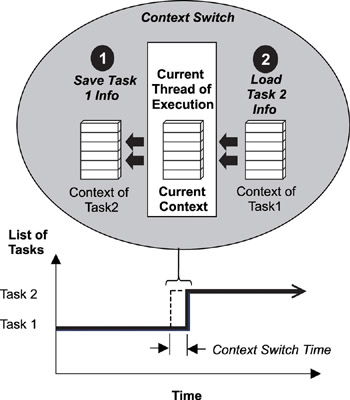 Context Switch
1
Save Task
1 Info
Current
Thread of
Execution
2
Load
Task 2
Info
Context of
Task2
Current
Context
Context of
Task1
List of
Tasks
Task 2
Task 1
Context Switch Time
Time